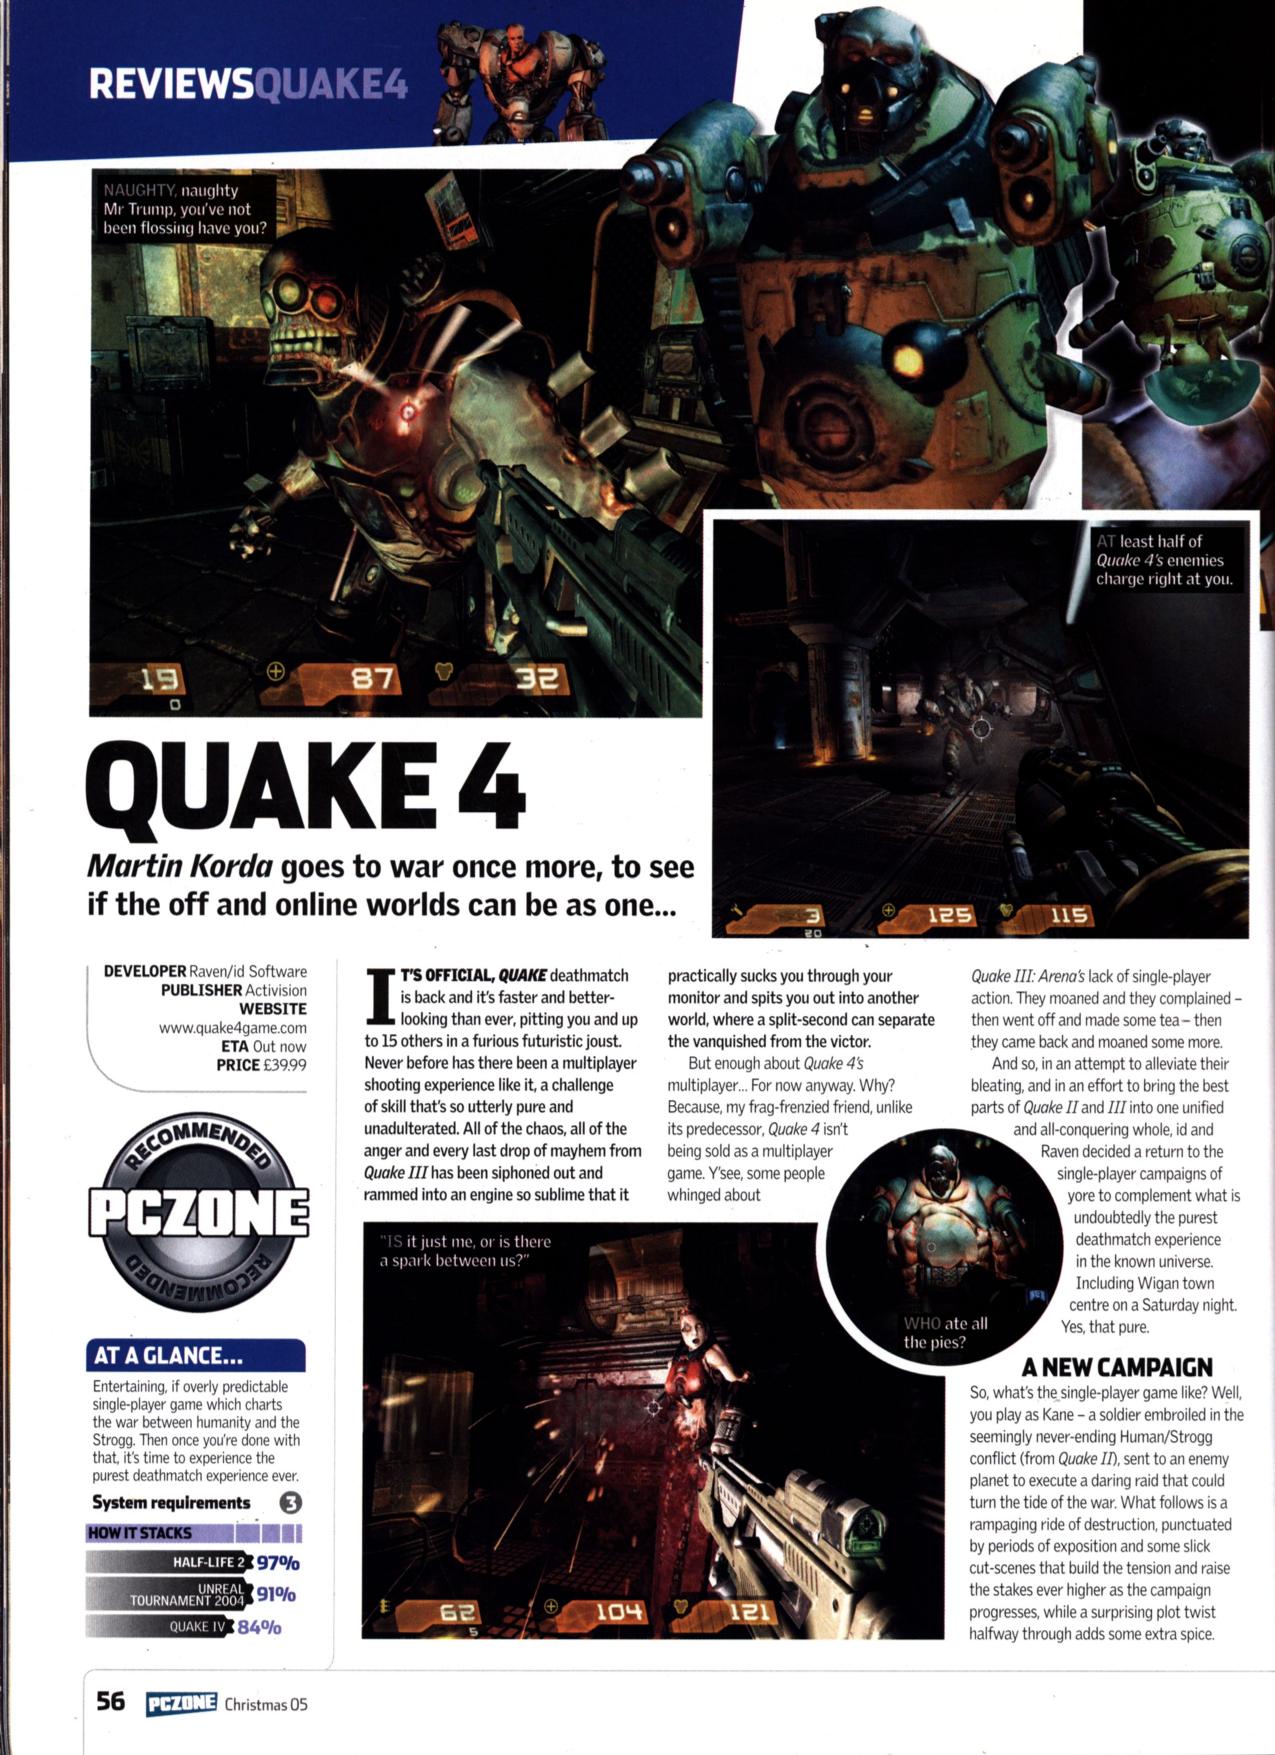 REVIEWSQUAKE4
NAUGHTY, naughty
Mr Trump, you've not
been flossing have you?
19
0
87
32
AT least half of
Quake 4's enemies
charge right at you.
3
20
125
115
QUAKE 4
Martin Korda goes to war once more, to see
if the off and online worlds can be as one...
DEVELOPER Raven/id Software
PUBLISHER Activision
WEBSITE
www.quake4game.com
ETA Out now
PRICE £39.99
RECOMMENDED
PCZONE
RECOMMENDED
AT A GLANCE...
Entertaining, if overly predictable
single-player game which charts
the war between humanity and the
Strogg. Then once you're done with
that, it's time to experience the
purest deathmatch experience ever.
System requirements 3
HOW IT STACKS
HALF-LIFE 2 97%
UNREAL
TOURNAMENT 2004 91%
QUAKE IV 84%
IT'S OFFICIAL, QUAKE deathmatch
is back and it's faster and better-
looking than ever, pitting you and up
to 15 others in a furious futuristic joust.
Never before has there been a multiplayer
shooting experience like it, a challenge
of skill that's so utterly pure and
unadulterated. All of the chaos, all of the
anger and every last drop of mayhem from
Quake III has been siphoned out and
rammed into an engine so sublime that it
practically sucks you through your
monitor and spits you out into another
world, where a split-second can separate
the vanquished from the victor.
But enough about Quake 4's
multiplayer... For now anyway. Why?
Because, my frag-frenzied friend, unlike
its predecessor, Quake 4 isn't
being sold as a multiplayer
game. Y'see, some people
whinged about
Quake III: Arena's lack of single-player
action. They moaned and they complained –
then went off and made some tea – then
they came back and moaned some more.
And so, in an attempt to alleviate their
bleating, and in an effort to bring the best
parts of Quake II and III into one unified
and all-conquering whole, id and
Raven decided a return to the
single-player campaigns of
yore to complement what is
undoubtedly the purest
deathmatch experience
in the known universe.
Including Wigan town
centre on a Saturday night.
Yes, that pure.
"IS it just me, or is there
a spark between us?"
62
5
104
121
WHO ate all
the pies?
A NEW CAMPAIGN
So, what's the single-player game like? Well,
you play as Kane – a soldier embroiled in the
seemingly never-ending Human/Strogg
conflict (from Quake II), sent to an enemy
planet to execute a daring raid that could
turn the tide of the war. What follows is a
rampaging ride of destruction, punctuated
by periods of exposition and some slick
cut-scenes that build the tension and raise
the stakes ever higher as the campaign
progresses, while a surprising plot twist
halfway through adds some extra spice.
56 PCZONE Christmas 05